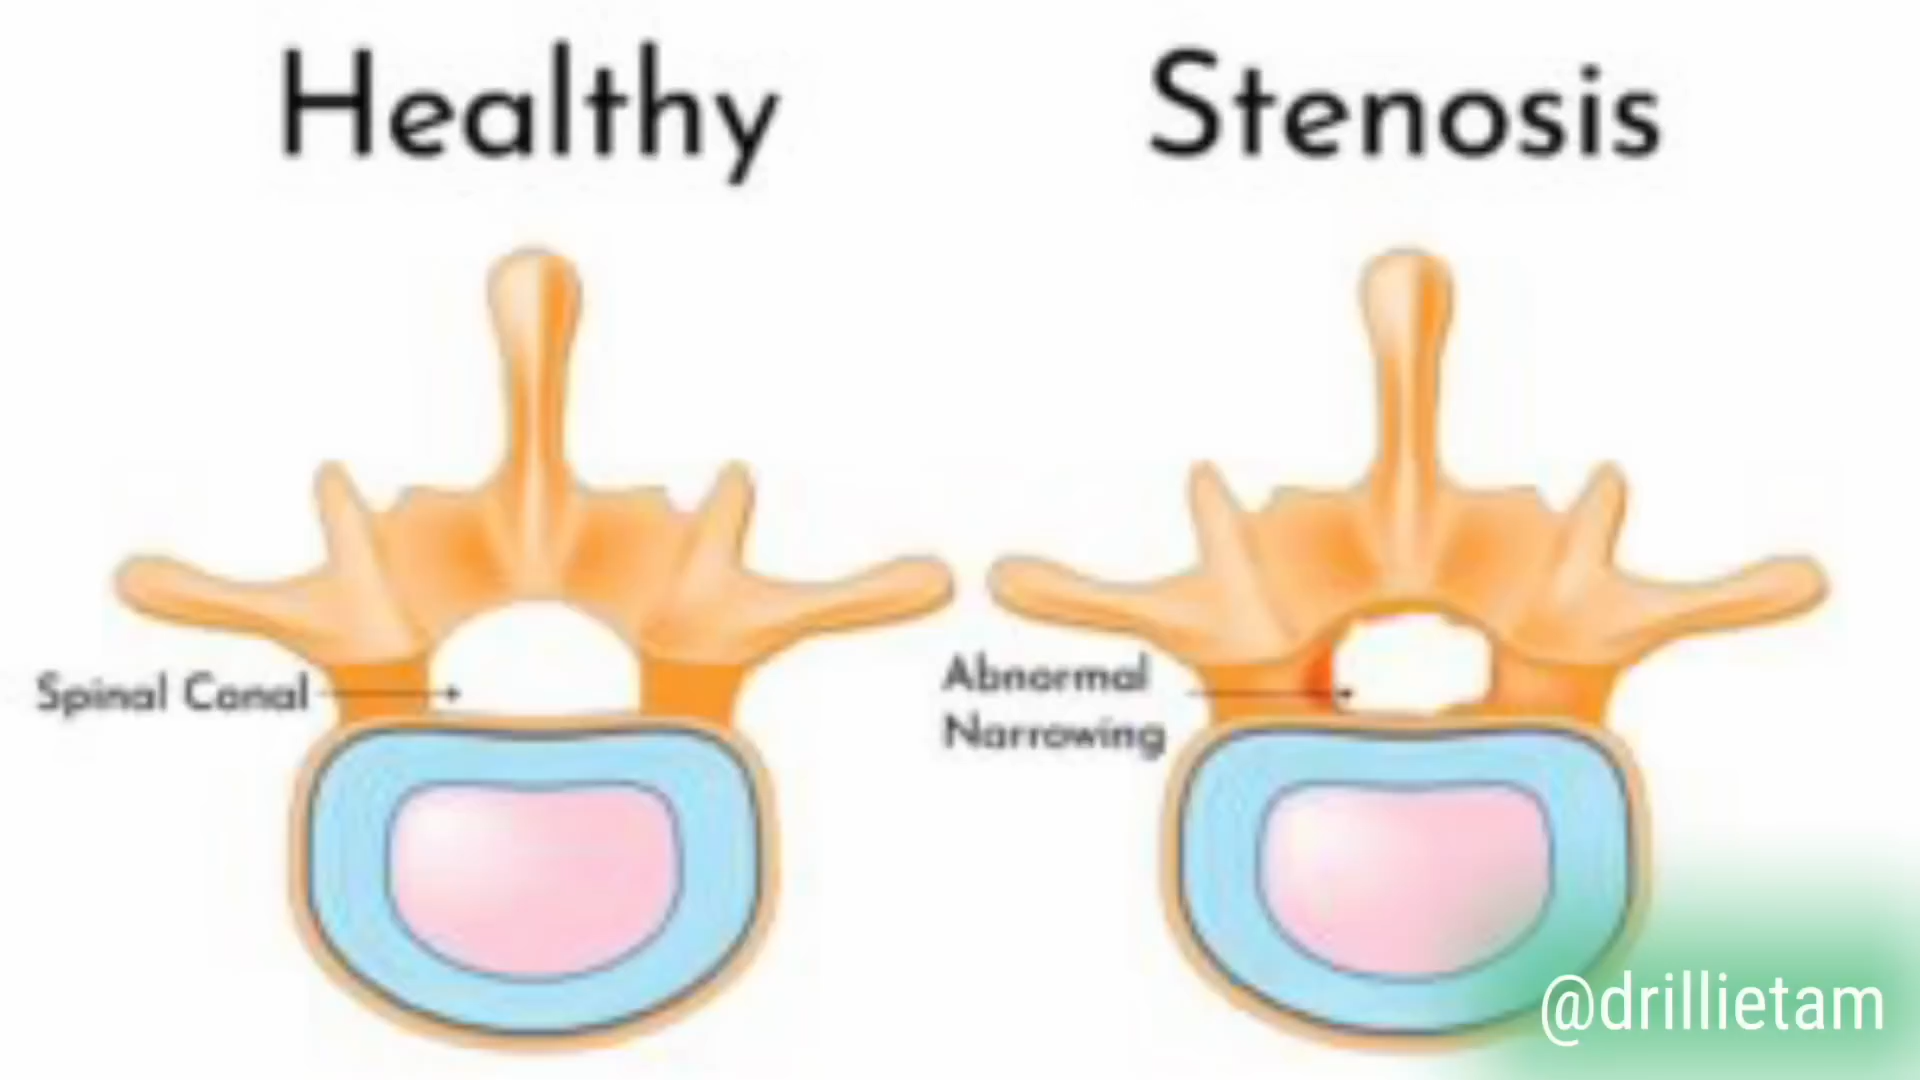 Healthy
Stenosis
Spinal Canal
Abnormal
Narrowing
@drillietam